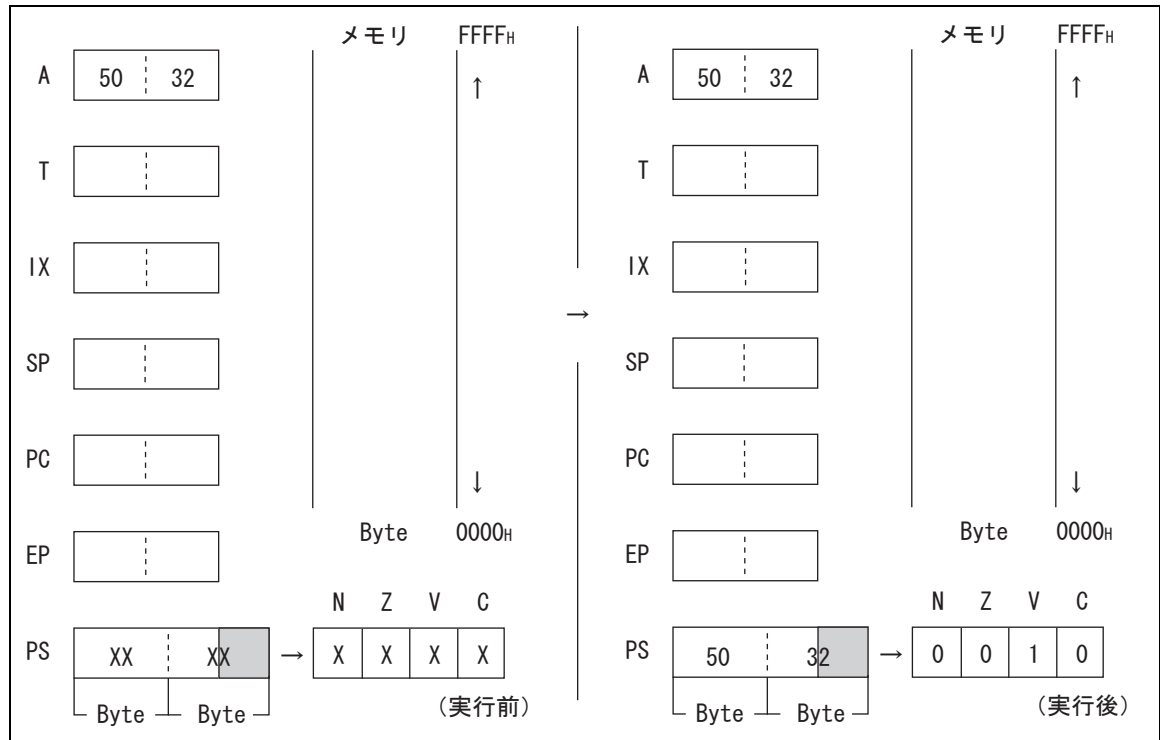 メモリ FFFFH
A 50 32 ↑
T
IX
SP
PC ↓
Byte 0000H
EP
N Z V C
PS XX XX → X X X X
Byte Byte (実行前)
→
メモリ FFFFH
A 50 32 ↑
T
IX
SP
PC ↓
Byte 0000H
EP
N Z V C
PS 50 32 → 0 0 1 0
Byte Byte (実行後)